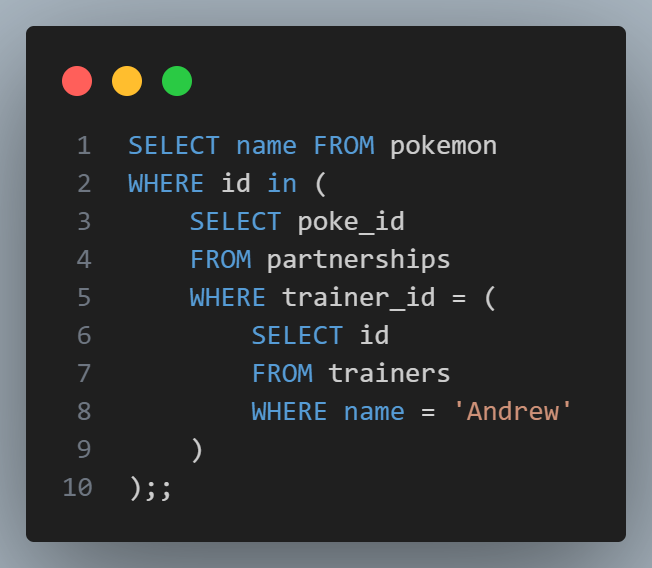 1 SELECT name FROM pokemon
2 WHERE id in (
3     SELECT poke_id
4     FROM partnerships
5     WHERE trainer_id = (
6         SELECT id
7         FROM trainers
8         WHERE name = 'Andrew'
9     )
10 );;